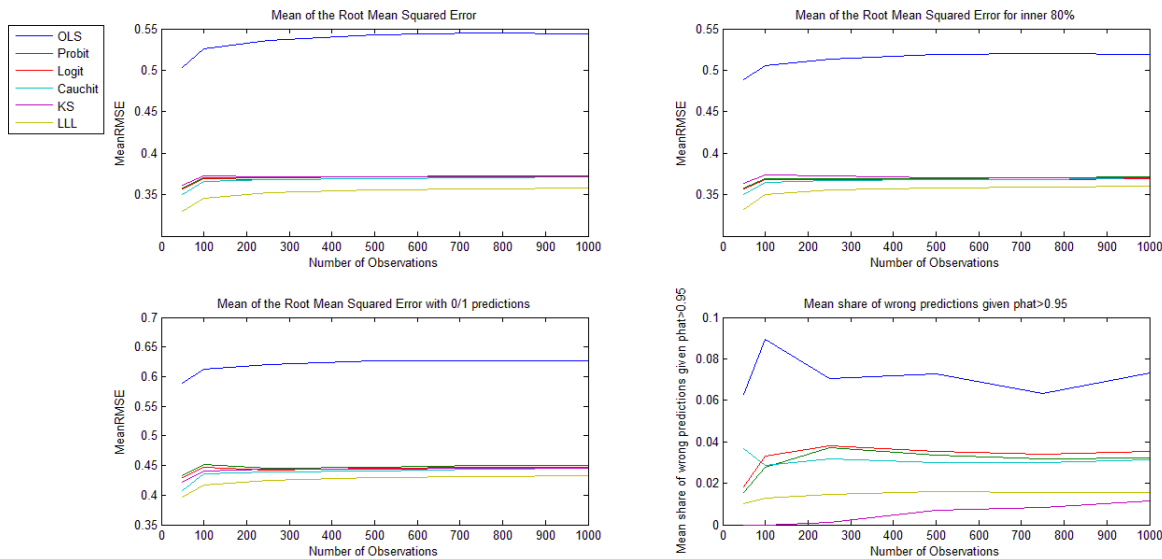 OLS
Probit
Logit
Cauchit
KS
LLL
Mean of the Root Mean Squared Error
MeanRMSE
0.55
0.5
0.45
0.4
0.35
0 100 200 300 400 500 600 700 800 900 1000
Number of Observations
Mean of the Root Mean Squared Error for inner 80%
MeanRMSE
0.55
0.5
0.45
0.4
0.35
0 100 200 300 400 500 600 700 800 900 1000
Number of Observations
Mean of the Root Mean Squared Error with 0/1 predictions
MeanRMSE
0.7
0.65
0.6
0.55
0.5
0.45
0.4
0.35
0 100 200 300 400 500 600 700 800 900 1000
Number of Observations
Mean share of wrong predictions given phat>0.95
Mean share of wrong predictions given phat>0.95
0.1
0.08
0.06
0.04
0.02
0
0 100 200 300 400 500 600 700 800 900 1000
Number of Observations